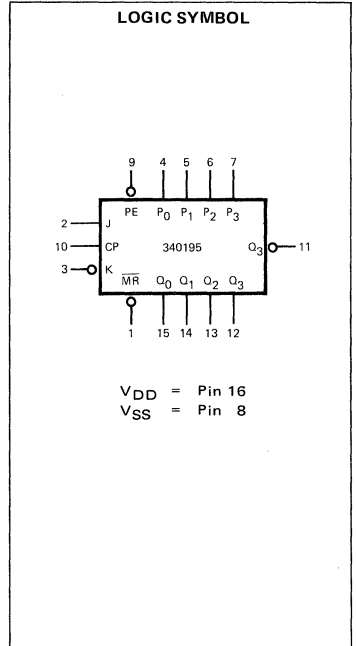 LOGIC SYMBOL
9 4 5 6 7
PE P0 P1 P2 P3
2 J
10 CP 340195 Q3 11
3 K
MR Q0 Q1 Q2 Q3
1 15 14 13 12
VDD = Pin 16
VSS = Pin 8